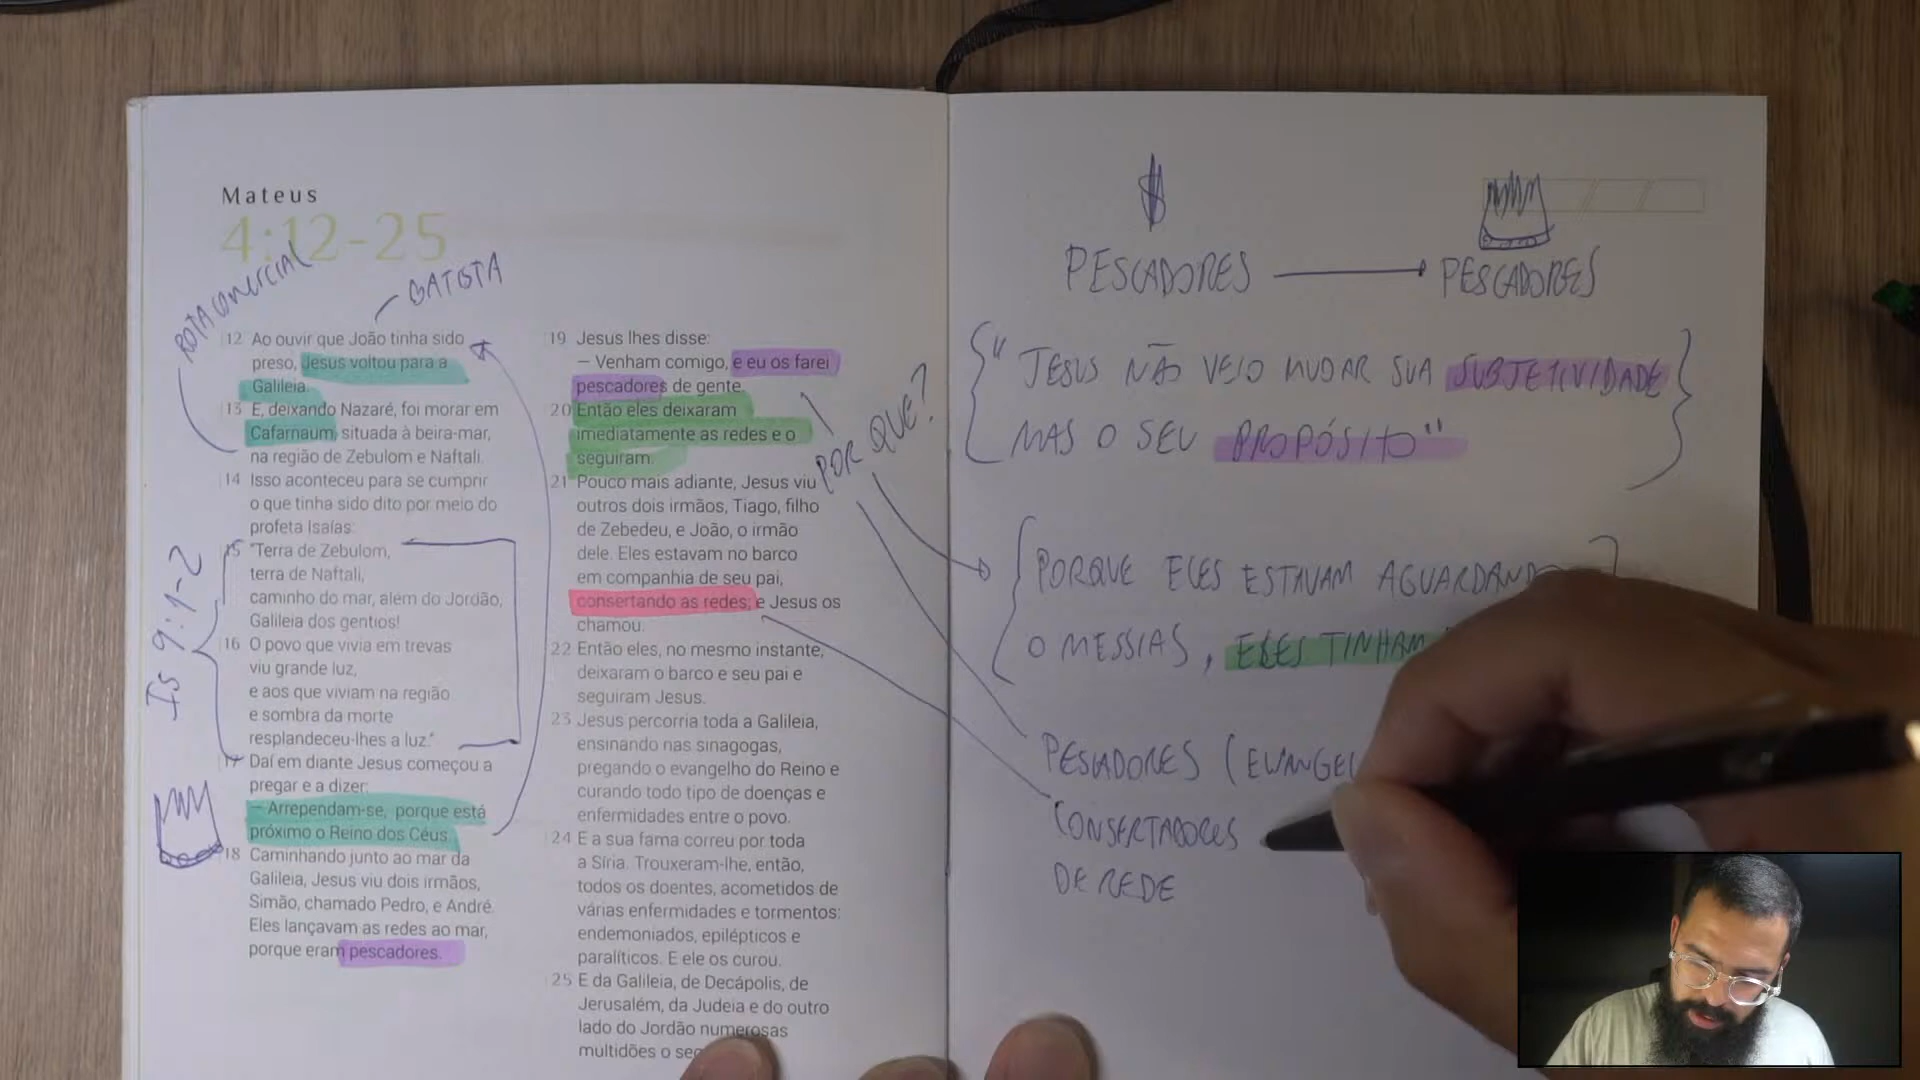 Mateus
4:12-25
ROTA COMERCIAL
BATISTA
12 Ao ouvir que João tinha sido
preso, Jesus voltou para a
Galileia.
13 E, deixando Nazaré, foi morar em
Cafarnaum, situada à beira-mar,
na região de Zebulom e Naftali.
14 Isso aconteceu para se cumprir
o que tinha sido dito por meio do
profeta Isaías:
15 "Terra de Zebulom,
terra de Naftali,
caminho do mar, além do Jordão,
Galileia dos gentios!
16 O povo que vivia em trevas
viu grande luz,
e aos que viviam na região
e sombra da morte
resplandeceu-lhes a luz."
17 Daí em diante Jesus começou a
pregar e a dizer:
— Arrependam-se, porque está
próximo o Reino dos Céus.
18 Caminhando junto ao mar da
Galileia, Jesus viu dois irmãos,
Simão, chamado Pedro, e André.
Eles lançavam as redes ao mar,
porque eram pescadores.
IS 9:1-2
19 Jesus lhes disse:
— Venham comigo, e eu os farei
pescadores de gente.
20 Então eles deixaram
imediatamente as redes e o
seguiram.
21 Pouco mais adiante, Jesus viu
outros dois irmãos, Tiago, filho
de Zebedeu, e João, o irmão
dele. Eles estavam no barco
em companhia de seu pai,
consertando as redes; e Jesus os
chamou.
22 Então eles, no mesmo instante,
deixaram o barco e seu pai e
seguiram Jesus.
23 Jesus percorria toda a Galileia,
ensinando nas sinagogas,
pregando o evangelho do Reino e
curando todo tipo de doenças e
enfermidades entre o povo.
24 E a sua fama correu por toda
a Síria. Trouxeram-lhe, então,
todos os doentes, acometidos de
várias enfermidades e tormentos:
endemoniados, epilépticos e
paralíticos. E ele os curou.
25 E da Galileia, de Decápolis, de
Jerusalém, da Judeia e do outro
lado do Jordão numerosas
multidões o
POR QUE?
$
PESCADORES PESCADORES
"JESUS NÃO VEIO MUDAR SUA SUBJETIVIDADE
MAS O SEU PROPÓSITO"
PORQUE ELES ESTAVAM AGUARDANDO
O MESSIAS, ELES TINHAM
PESCADORES (EVANGEL
CONSERTADORES
DE REDE